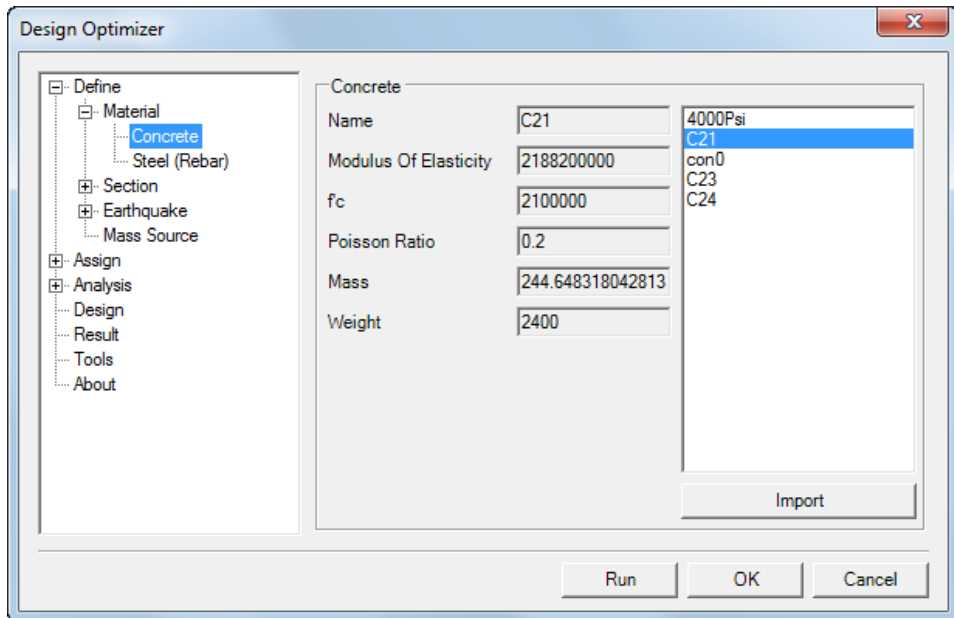 Design Optimizer
Define
Material
Concrete
Steel (Rebar)
Section
Earthquake
Mass Source
Assign
Analysis
Design
Result
Tools
About
Concrete
Name C21
Modulus Of Elasticity 2188200000
f'c 2100000
Poisson Ratio 0.2
Mass 244.648318042813
Weight 2400
4000Psi
C21
con0
C23
C24
Import
Run OK Cancel